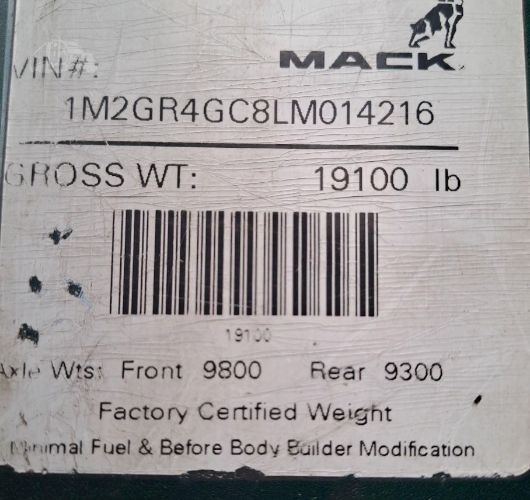 MACK
VIN#:
1M2GR4GC8LM014216
GROSS WT: 19100 lb
19100
Axle Wts: Front 9800 Rear 9300
Factory Certified Weight
Minimal Fuel & Before Body Builder Modification